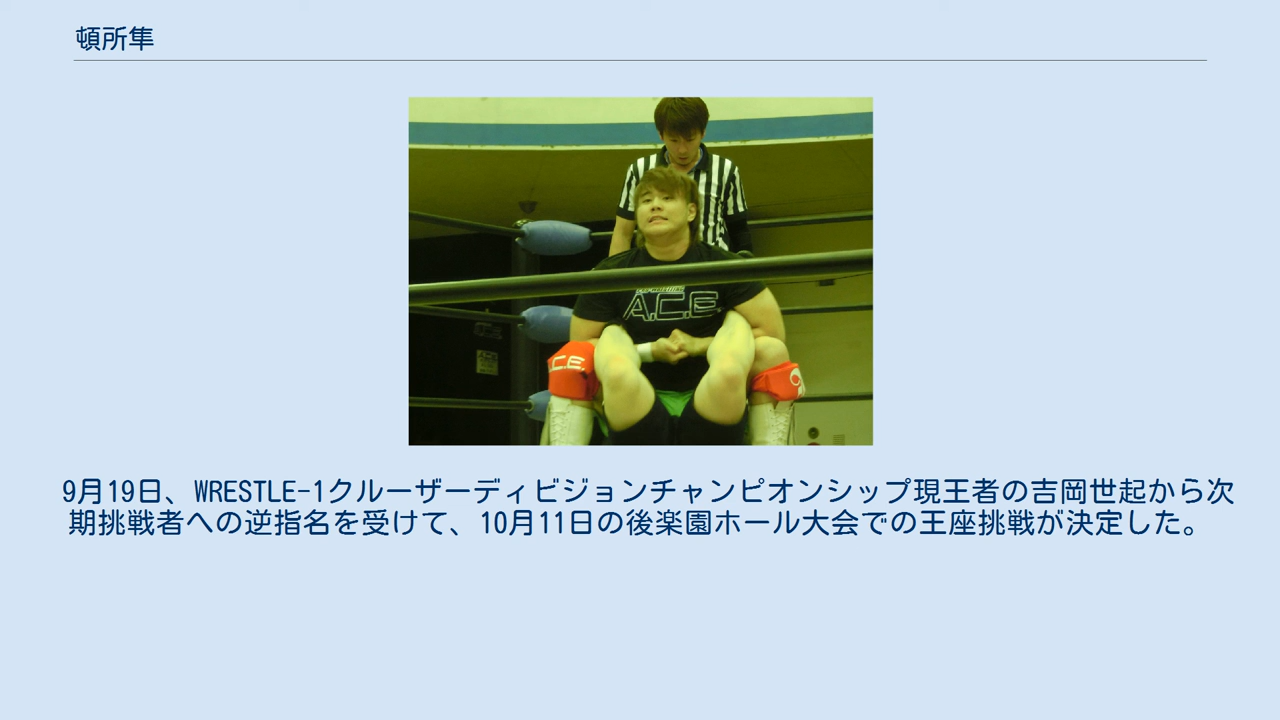 頓所隼
A.C.E.
.C.E.
9月19日、WRESTLE-1クルーザーディビジョンチャンピオンシップ現王者の吉岡世起から次
期挑戦者への逆指名を受けて、10月11日の後楽園ホール大会での王座挑戦が決定した。